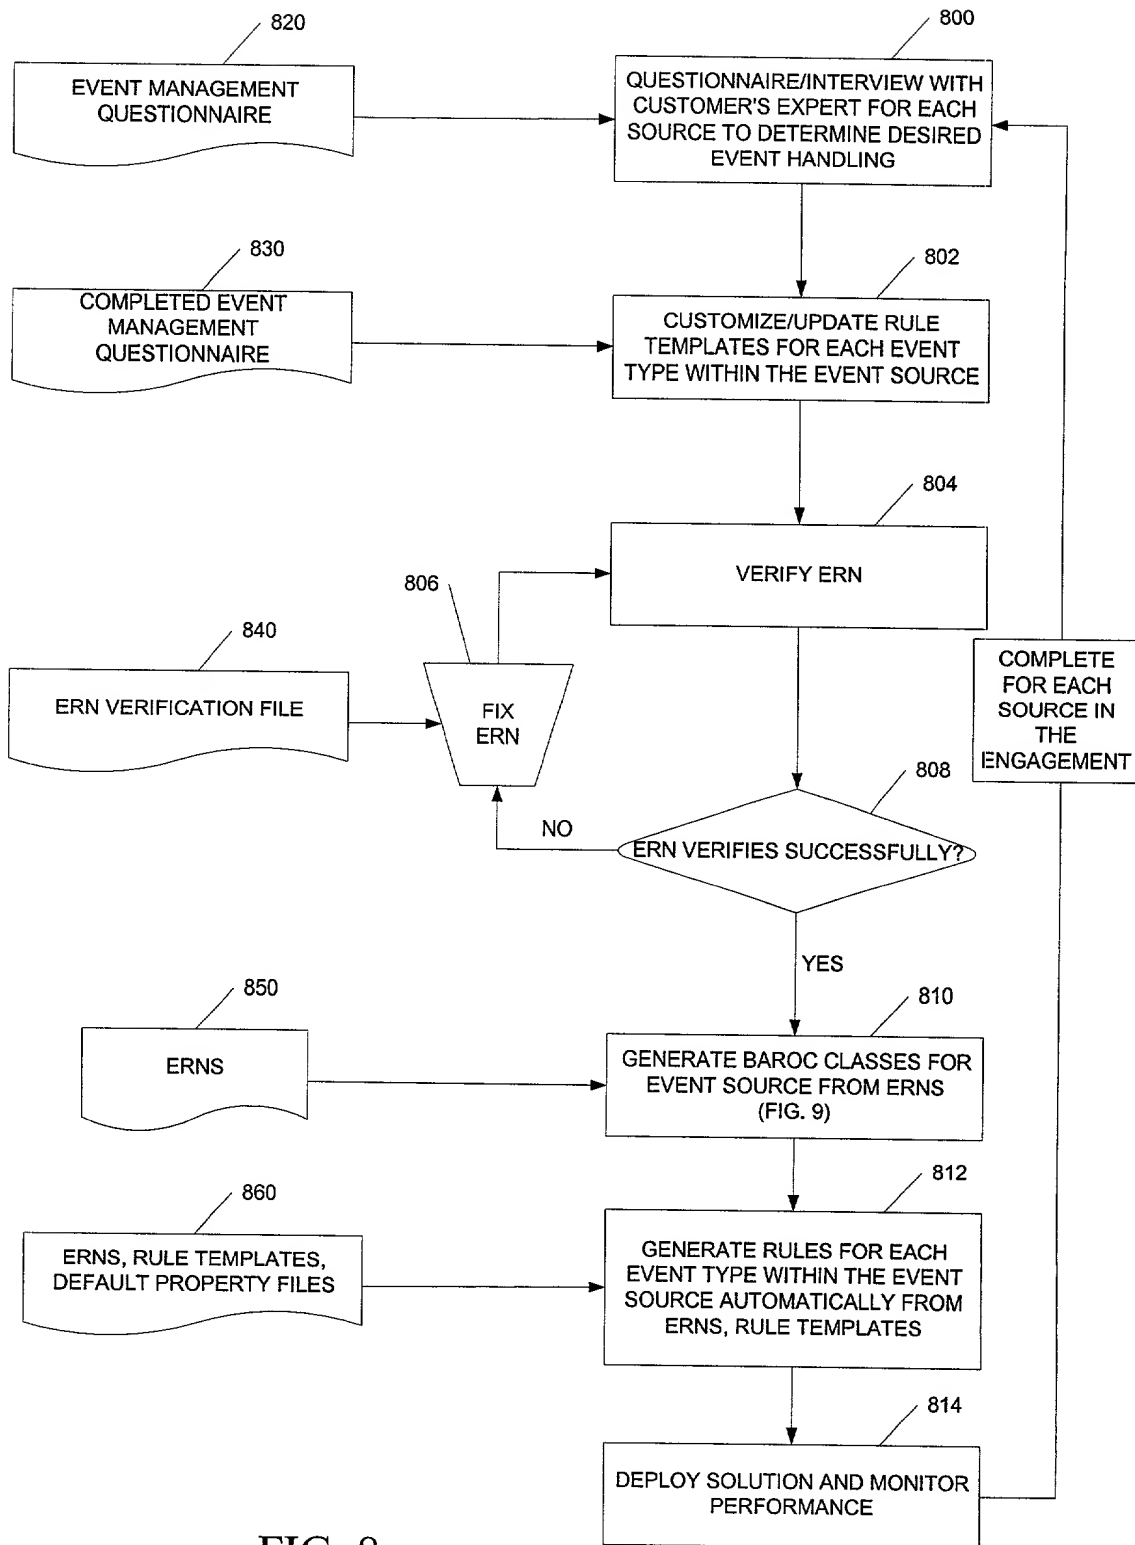 820
EVENT MANAGEMENT
QUESTIONNAIRE
800
QUESTIONNAIRE/INTERVIEW WITH
CUSTOMER'S EXPERT FOR EACH
SOURCE TO DETERMINE DESIRED
EVENT HANDLING
830
COMPLETED EVENT
MANAGEMENT
QUESTIONNAIRE
802
CUSTOMIZE/UPDATE RULE
TEMPLATES FOR EACH EVENT
TYPE WITHIN THE EVENT SOURCE
804
VERIFY ERN
806
FIX
ERN
840
ERN VERIFICATION FILE
COMPLETE
FOR EACH
SOURCE IN
THE
ENGAGEMENT
808
ERN VERIFIES SUCCESSFULLY?
NO
YES
850
ERNS
810
GENERATE BAROC CLASSES FOR
EVENT SOURCE FROM ERNS
(FIG. 9)
860
ERNS, RULE TEMPLATES,
DEFAULT PROPERTY FILES
812
GENERATE RULES FOR EACH
EVENT TYPE WITHIN THE EVENT
SOURCE AUTOMATICALLY FROM
ERNS, RULE TEMPLATES
814
DEPLOY SOLUTION AND MONITOR
PERFORMANCE
FIG. 8